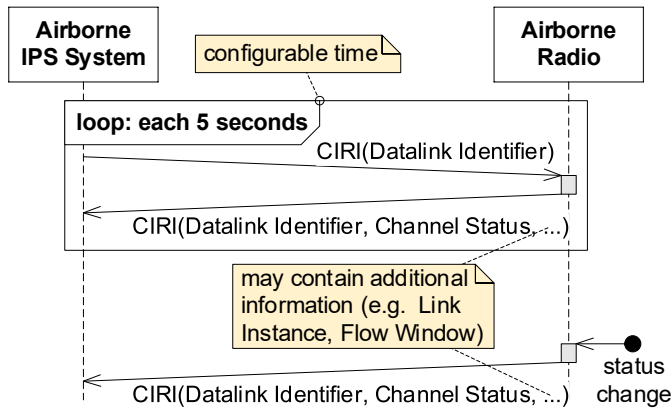 Airborne
IPS System
configurable time
Airborne
Radio
loop: each 5 seconds
CIRI(Datalink Identifier)
CIRI(Datalink Identifier, Channel Status, ...)
may contain additional
information (e.g. Link
Instance, Flow Window)
status
change
CIRI(Datalink Identifier, Channel Status, ...)